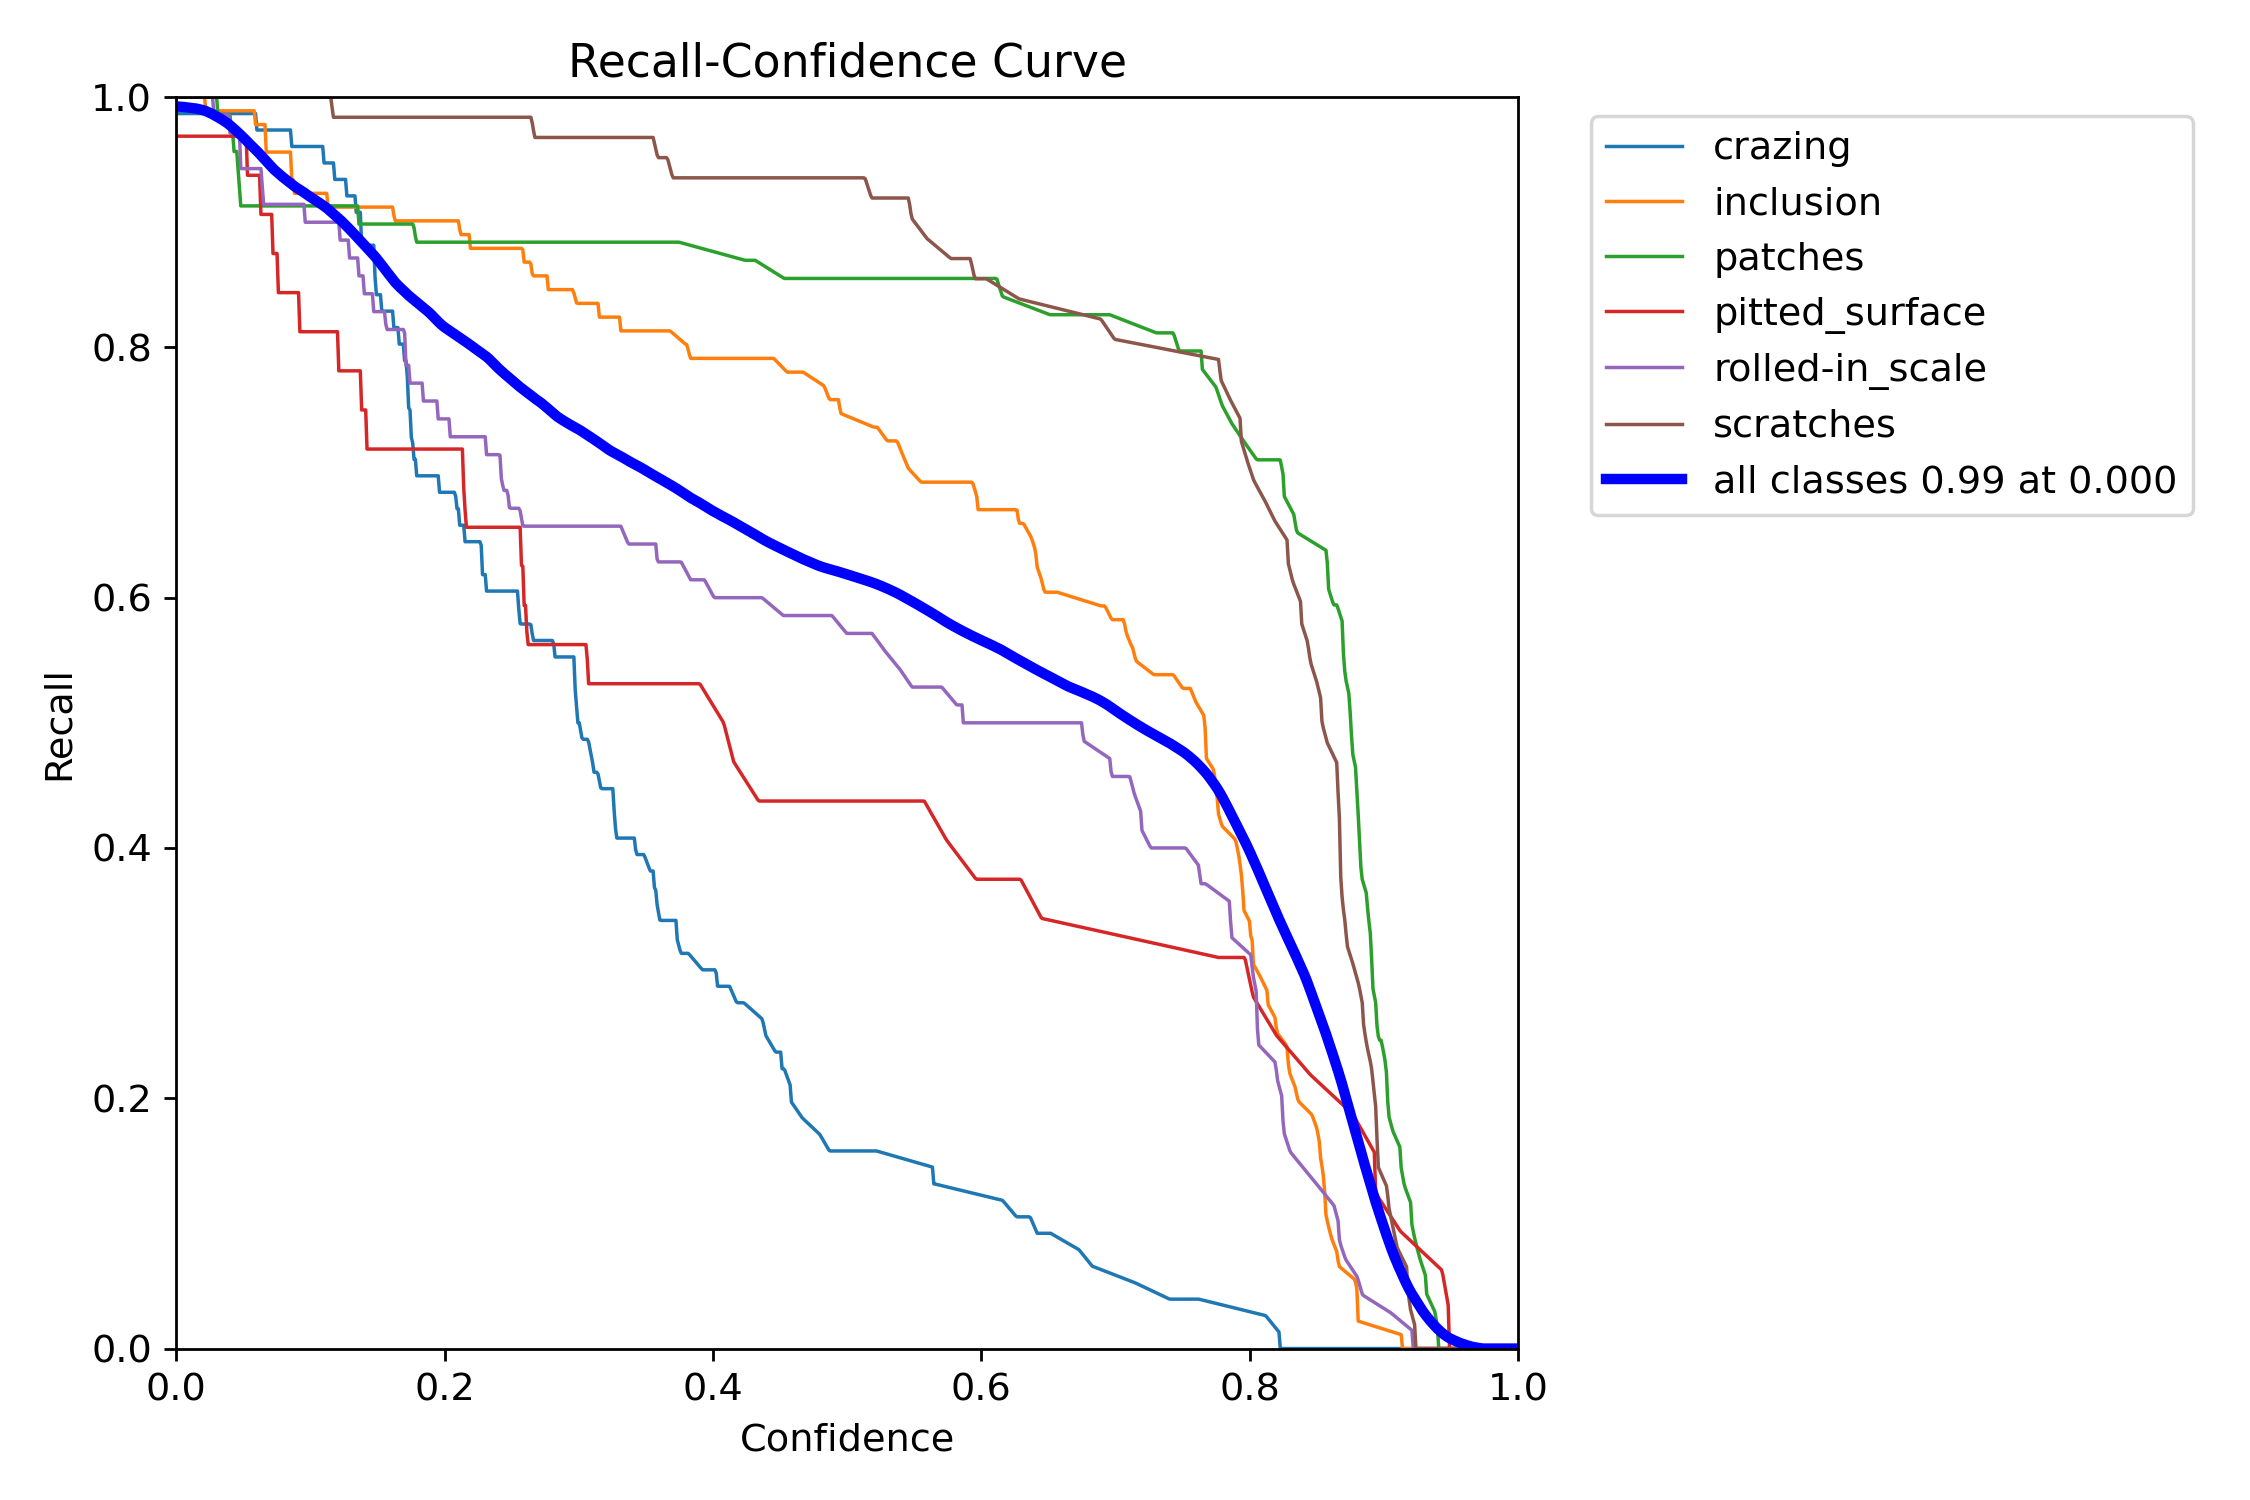 Recall-Confidence Curve
1.0
0.8
0.6
0.4
0.2
0.0
Recall
0.0 0.2 0.4 0.6 0.8 1.0
Confidence
crazing
inclusion
patches
pitted_surface
rolled-in_scale
scratches
all classes 0.99 at 0.000